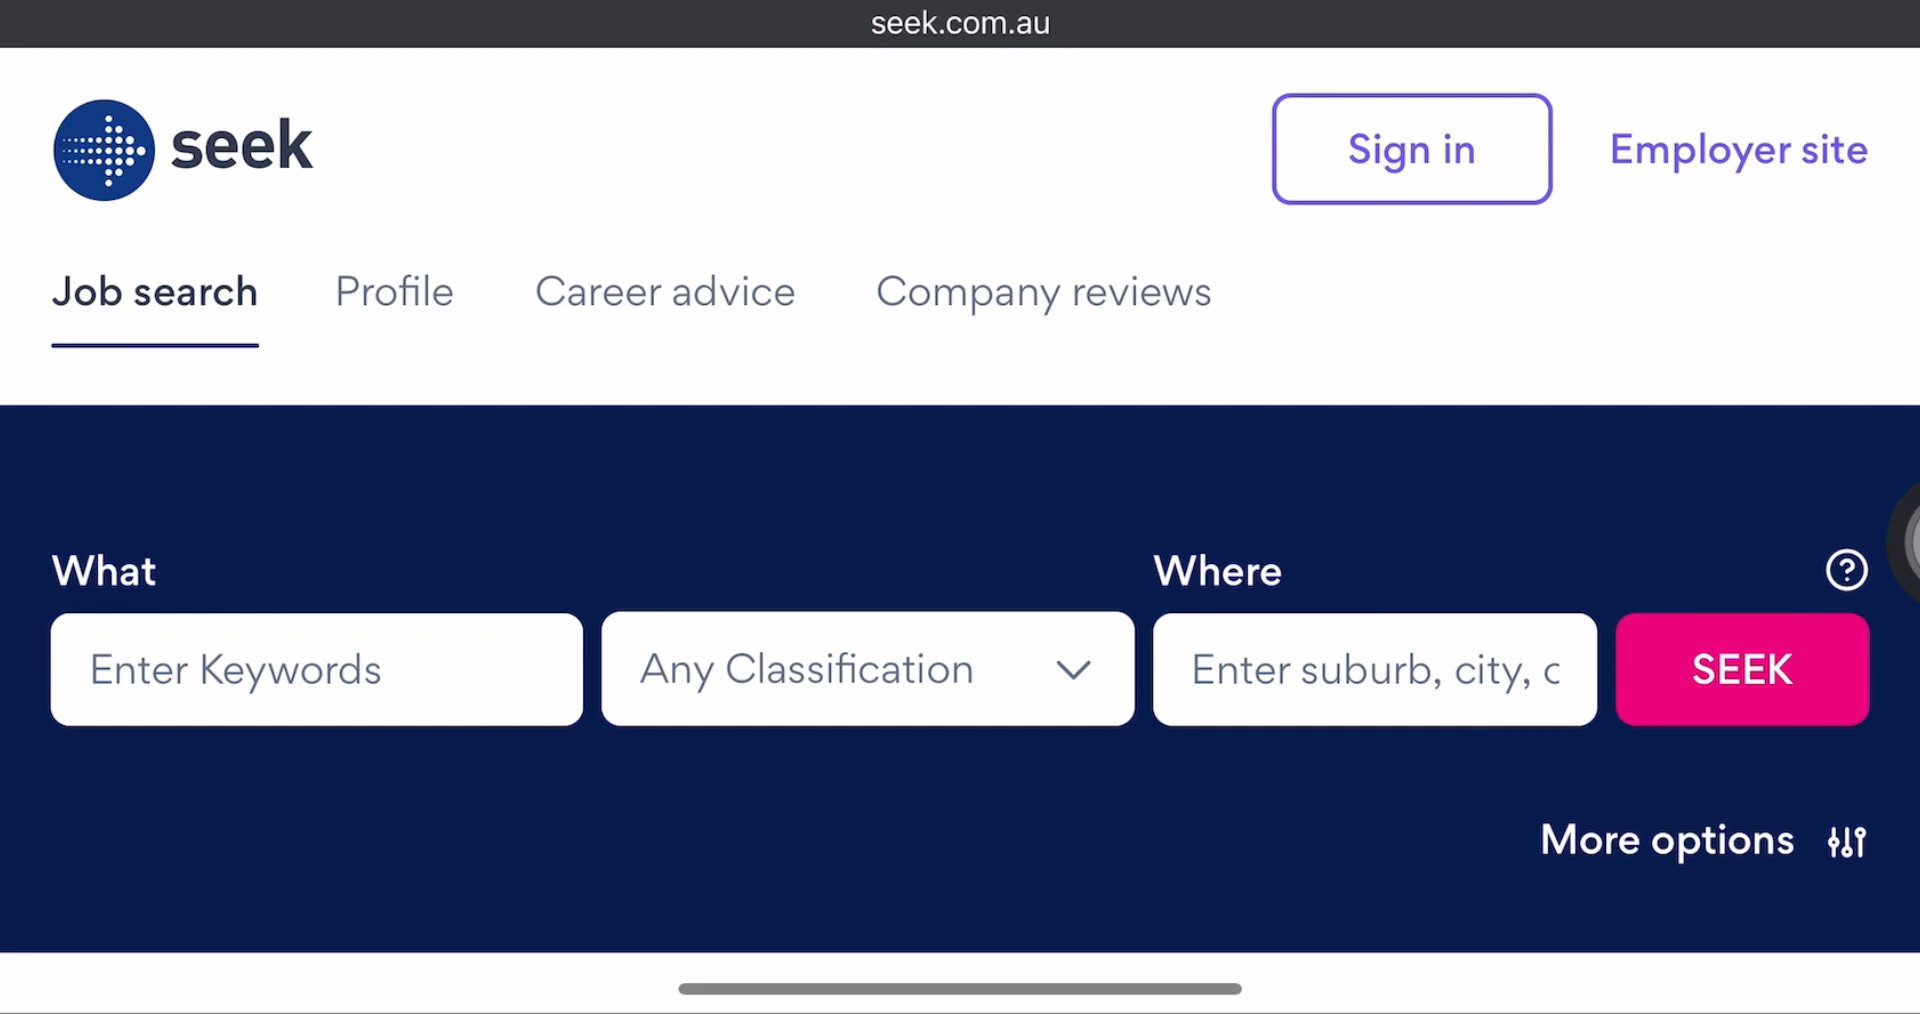 seek.com.au
seek
Sign in
Employer site
Job search
Profile
Career advice
Company reviews
What
Where
?
Enter Keywords
Any Classification
Enter suburb, city, c
SEEK
More options